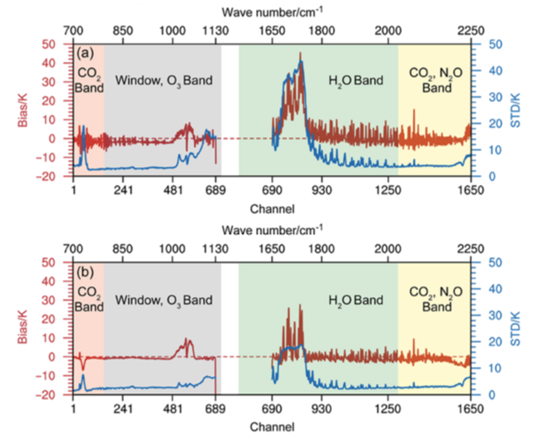 Wave number/cm-1
700 850 1000 1130 1650 1800 2000 2250
50 (a) 50
40 CO2 Band Window, O3 Band H2O Band CO2, N2O Band 40
30
20 30
10 20
0
-10 10
-20 0
Bias/K STD/K
1 241 481 689 690 930 1250 1650
Channel
Wave number/cm-1
700 850 1000 1130 1650 1800 2000 2250
50 (b) 50
40 CO2 Band Window, O3 Band H2O Band CO2, N2O Band 40
30
20 30
10 20
0
-10 10
-20 0
Bias/K STD/K
1 241 481 689 690 930 1250 1650
Channel